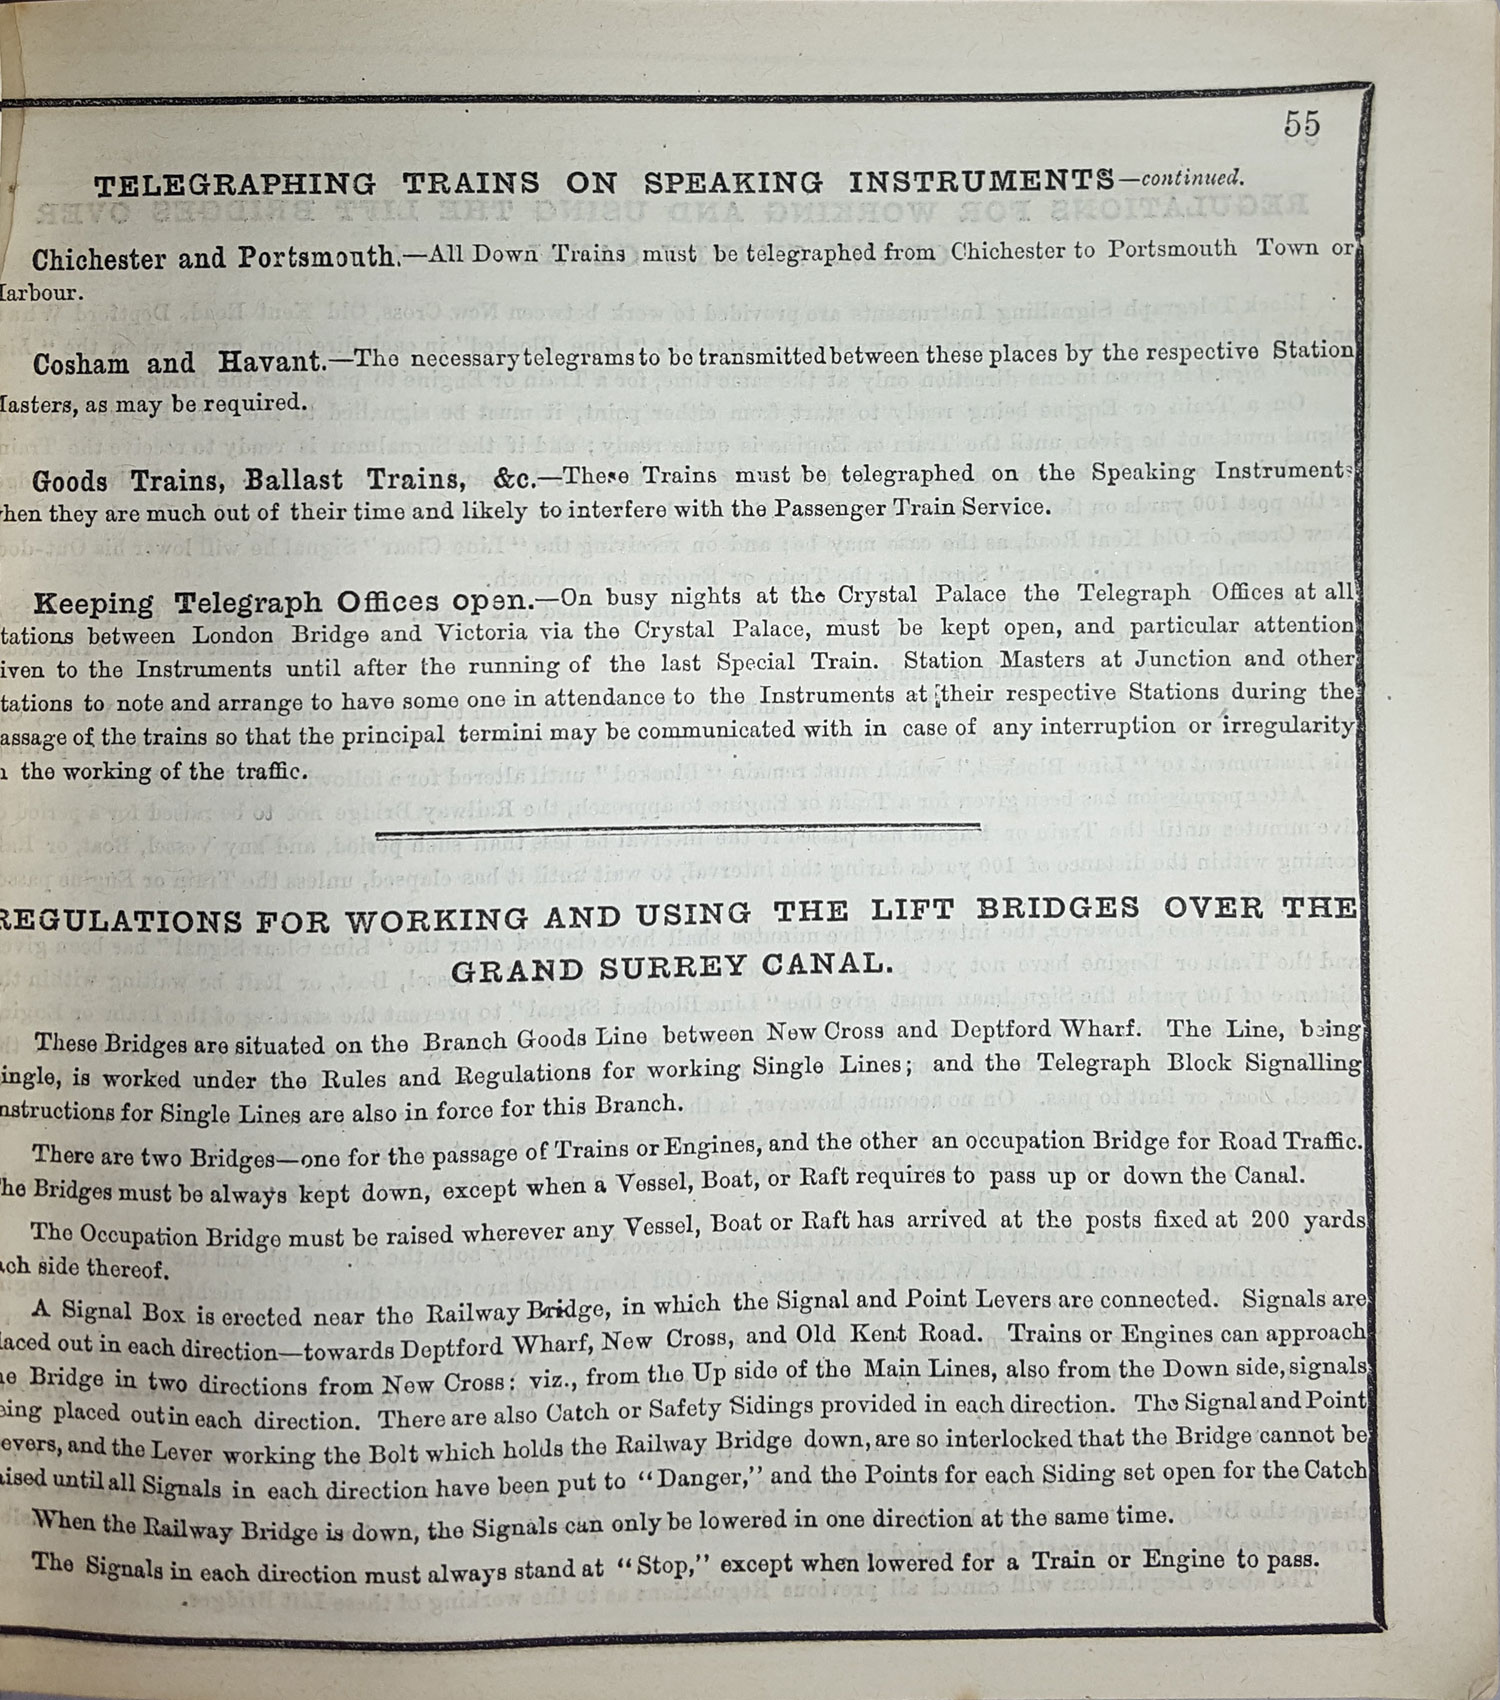 55
TELEGRAPHING TRAINS ON SPEAKING INSTRUMENTS—continued.
Chichester and Portsmouth.—All Down Trains must be telegraphed from Chichester to Portsmouth Town or
arbour.
Cosham and Havant.—The necessary telegrams to be transmitted between these places by the respective Station
asters, as may be required.
Goods Trains, Ballast Trains, &c.—These Trains must be telegraphed on the Speaking Instruments
hen they are much out of their time and likely to interfere with the Passenger Train Service.
Keeping Telegraph Offices open.—On busy nights at the Crystal Palace the Telegraph Offices at all
tations between London Bridge and Victoria via the Crystal Palace, must be kept open, and particular attention
iven to the Instruments until after the running of the last Special Train. Station Masters at Junction and other
tations to note and arrange to have some one in attendance to the Instruments at their respective Stations during the
assage of the trains so that the principal termini may be communicated with in case of any interruption or irregularity
the working of the traffic.
REGULATIONS FOR WORKING AND USING THE LIFT BRIDGES OVER THE
GRAND SURREY CANAL.
These Bridges are situated on the Branch Goods Line between New Cross and Deptford Wharf. The Line, being
ingle, is worked under the Rules and Regulations for working Single Lines; and the Telegraph Block Signalling
nstructions for Single Lines are also in force for this Branch.
There are two Bridges—one for the passage of Trains or Engines, and the other an occupation Bridge for Road Traffic.
he Bridges must be always kept down, except when a Vessel, Boat, or Raft requires to pass up or down the Canal.
The Occupation Bridge must be raised wherever any Vessel, Boat or Raft has arrived at the posts fixed at 200 yards
ch side thereof.
A Signal Box is erected near the Railway Bridge, in which the Signal and Point Levers are connected. Signals are
laced out in each direction—towards Deptford Wharf, New Cross, and Old Kent Road. Trains or Engines can approach
e Bridge in two directions from New Cross: viz., from the Up side of the Main Lines, also from the Down side, signals
ing placed out in each direction. There are also Catch or Safety Sidings provided in each direction. The Signal and Point
evers, and the Lever working the Bolt which holds the Railway Bridge down, are so interlocked that the Bridge cannot be
ised until all Signals in each direction have been put to "Danger," and the Points for each Siding set open for the Catch
When the Railway Bridge is down, the Signals can only be lowered in one direction at the same time.
The Signals in each direction must always stand at "Stop," except when lowered for a Train or Engine to pass.